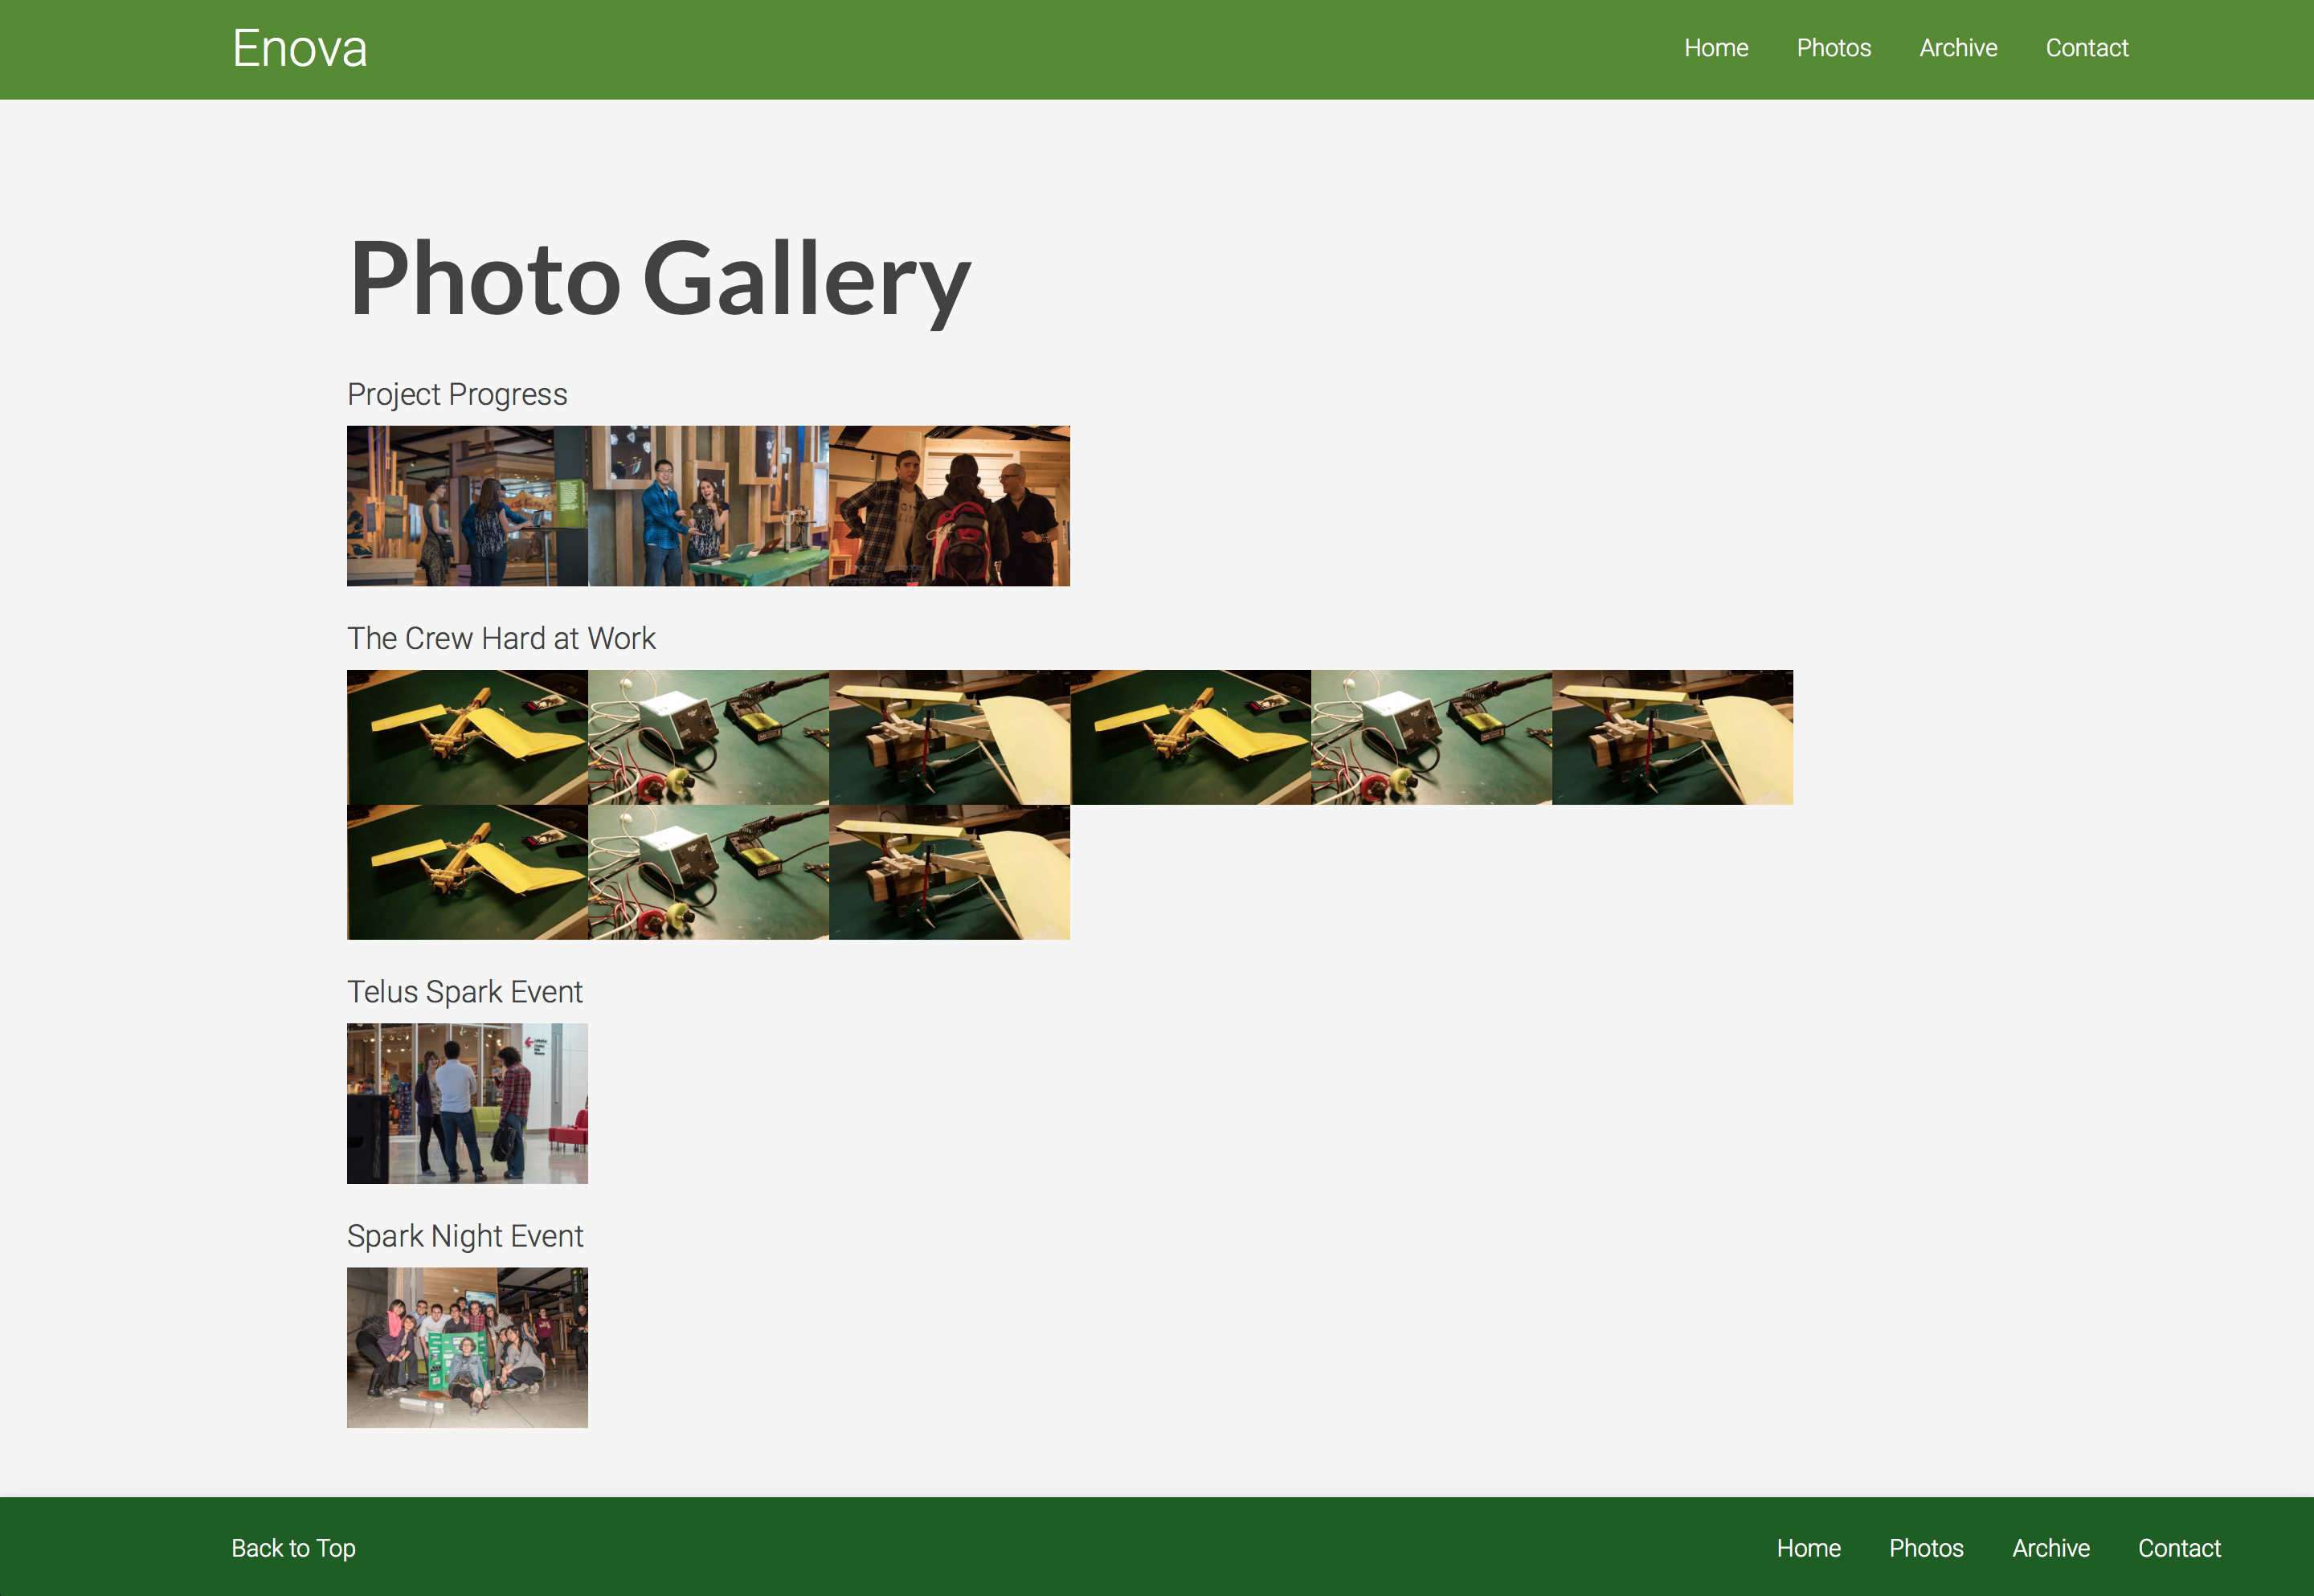 Enova
Home Photos Archive Contact
Photo Gallery
Project Progress
The Crew Hard at Work
Telus Spark Event
Spark Night Event
Back to Top
Home Photos Archive Contact